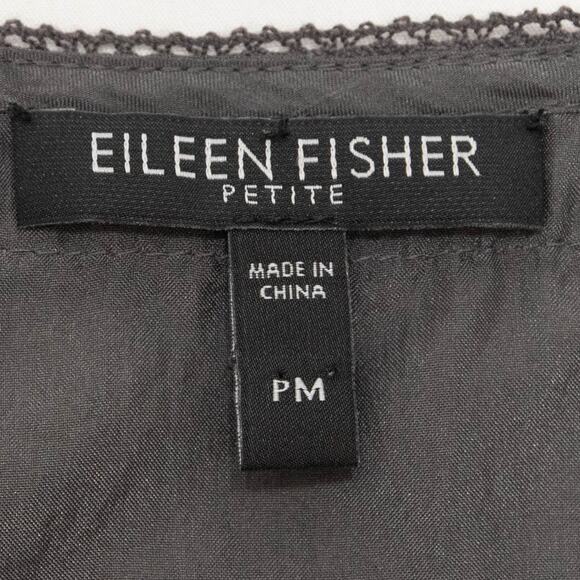 EILEEN FISHER
PETITE
MADE IN
CHINA
PM